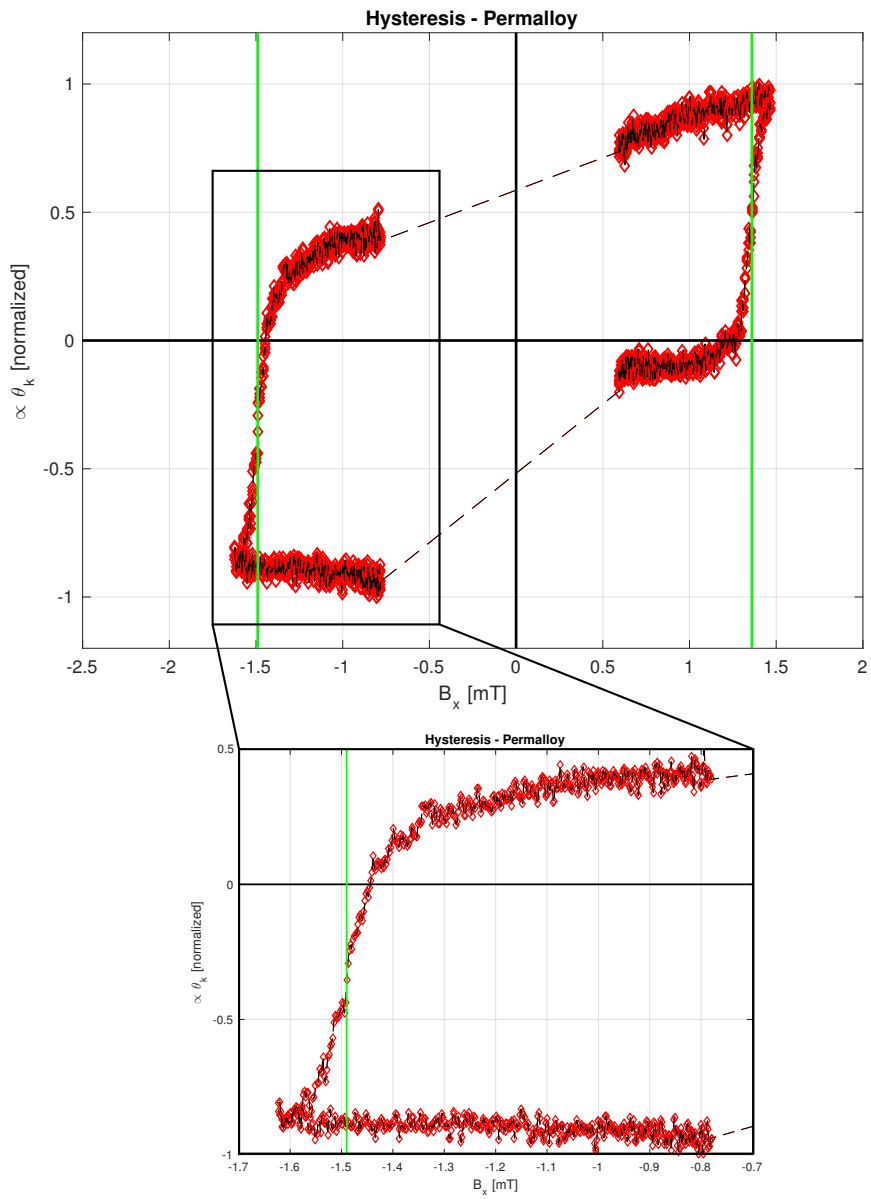 Hysteresis - Permalloy
1
0.5
0
-0.5
-1
∝ θ_k [normalized]
-2.5 -2 -1.5 -1 -0.5 0 0.5 1 1.5 2
B_x [mT]
Hysteresis - Permalloy
0.5
0
-0.5
-1
∝ θ_k [normalized]
-1.7 -1.6 -1.5 -1.4 -1.3 -1.2 -1.1 -1 -0.9 -0.8 -0.7
B_x [mT]